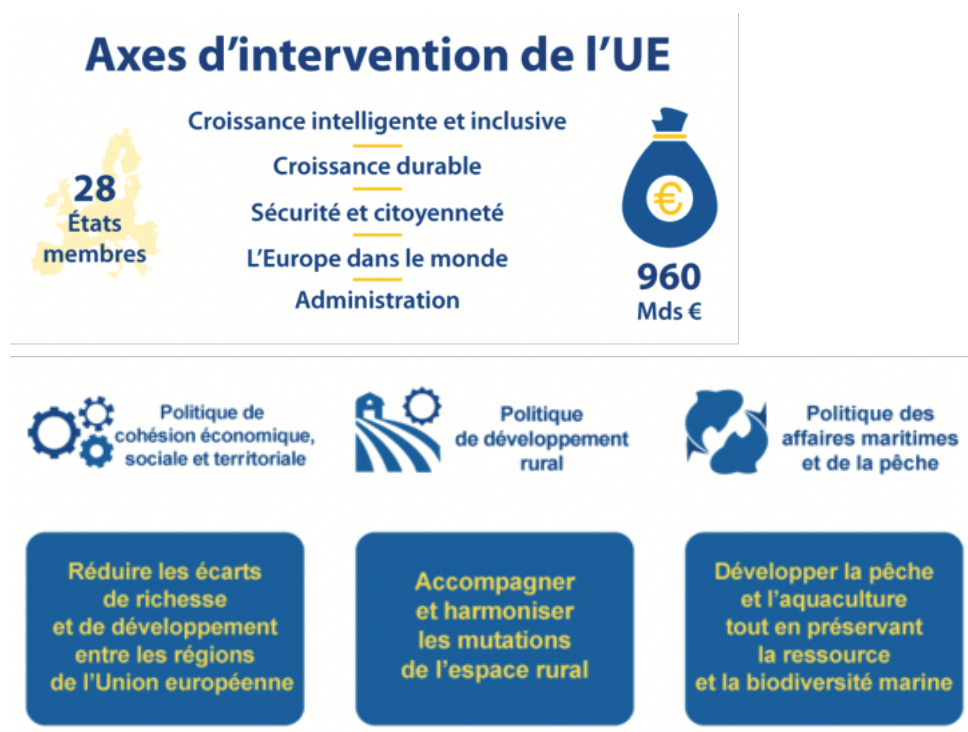 Axes d’intervention de l’UE
28
États
membres
Croissance intelligente et inclusive
Croissance durable
Sécurité et citoyenneté
L’Europe dans le monde
Administration
€
960
Mds €
Politique de
cohésion économique,
sociale et territoriale
Politique
de développement
rural
Politique des
affaires maritimes
et de la pêche
Réduire les écarts
de richesse
et de développement
entre les régions
de l’Union européenne
Accompagner
et harmoniser
les mutations
de l’espace rural
Développer la pêche
et l’aquaculture
tout en préservant
la ressource
et la biodiversité marine